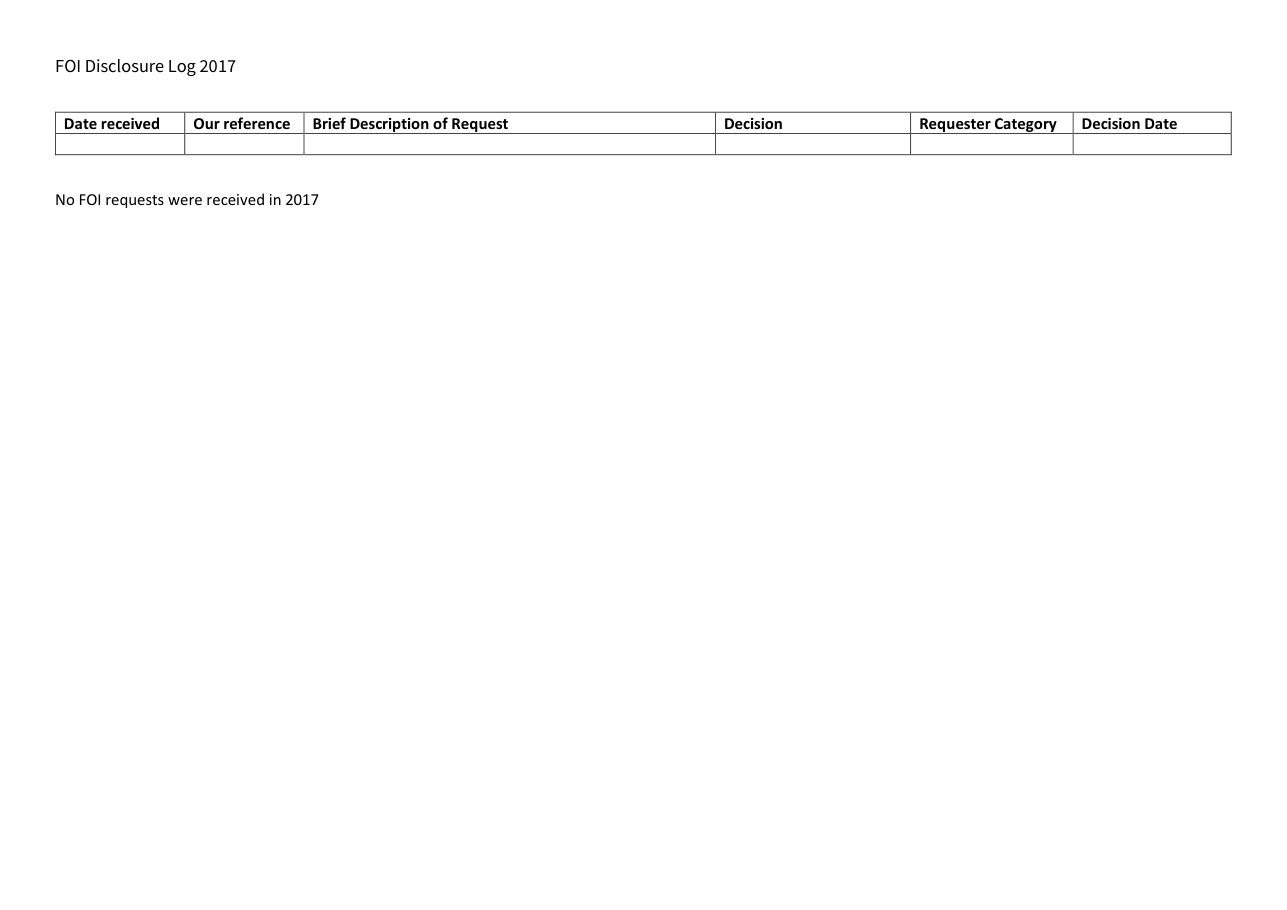 FOI Disclosure Log 2017
Date received Our reference Brief Description of Request Decision Requester Category Decision Date
No FOI requests were received in 2017